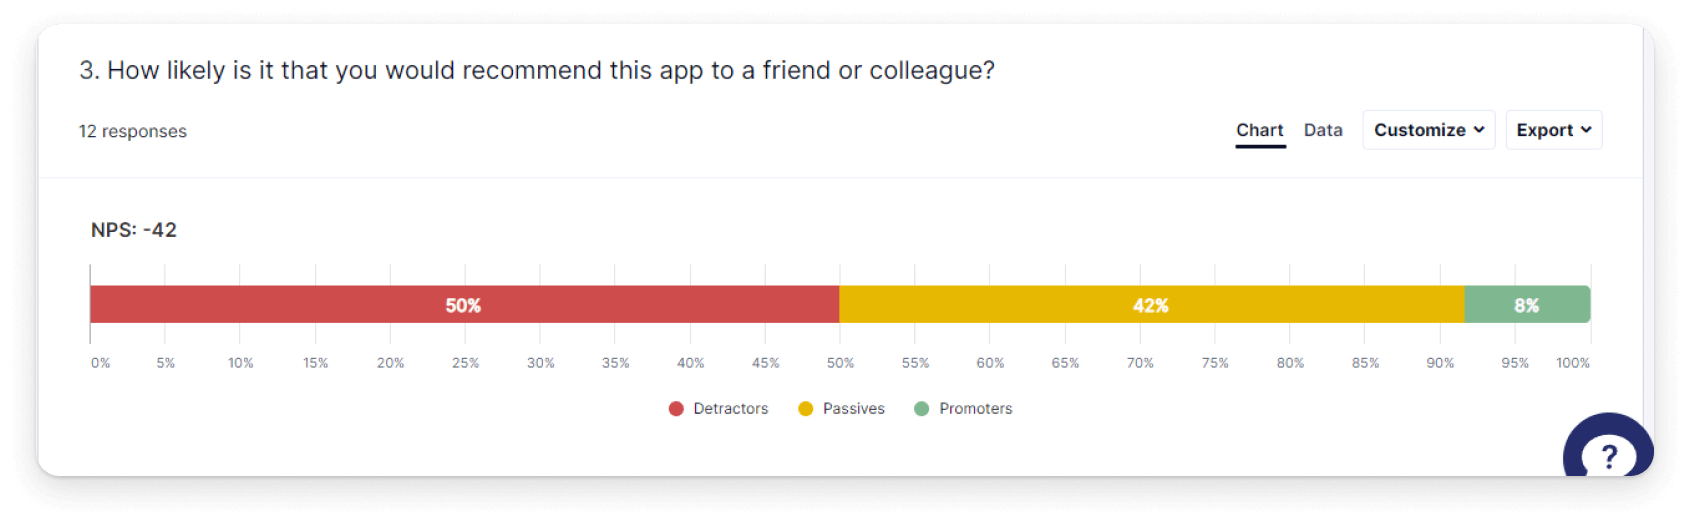 3. How likely is it that you would recommend this app to a friend or colleague?
12 responses
Chart Data Customize Export
NPS: -42
50% 42% 8%
0% 5% 10% 15% 20% 25% 30% 35% 40% 45% 50% 55% 60% 65% 70% 75% 80% 85% 90% 95% 100%
Detractors Passives Promoters
?